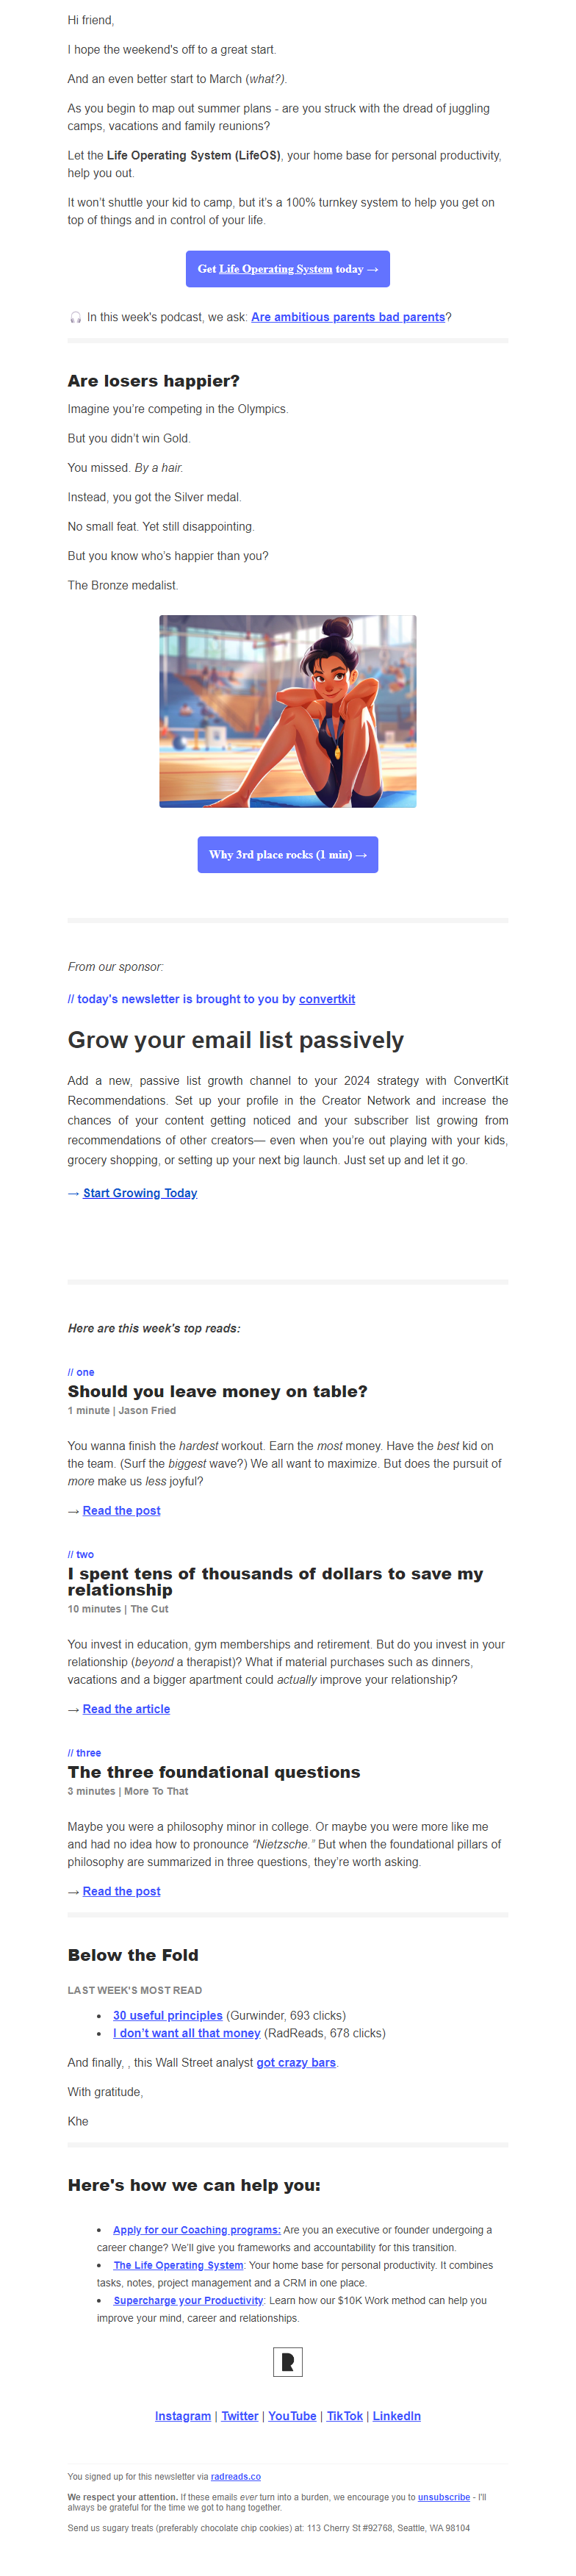 Hi friend,
I hope the weekend's off to a great start.
And an even better start to March (what?).
As you begin to map out summer plans - are you struck with the dread of juggling
camps, vacations and family reunions?
Let the Life Operating System (LifeOS), your home base for personal productivity,
help you out.
It won’t shuttle your kid to camp, but it’s a 100% turnkey system to help you get on
top of things and in control of your life.
Get Life Operating System today →
🎧 In this week's podcast, we ask: Are ambitious parents bad parents?
Are losers happier?
Imagine you’re competing in the Olympics.
But you didn’t win Gold.
You missed. By a hair.
Instead, you got the Silver medal.
No small feat. Yet still disappointing.
But you know who’s happier than you?
The Bronze medalist.
Why 3rd place rocks (1 min) →
From our sponsor:
// today's newsletter is brought to you by convertkit
Grow your email list passively
Add a new, passive list growth channel to your 2024 strategy with ConvertKit
Recommendations. Set up your profile in the Creator Network and increase the
chances of your content getting noticed and your subscriber list growing from
recommendations of other creators— even when you’re out playing with your kids,
grocery shopping, or setting up your next big launch. Just set up and let it go.
→ Start Growing Today
Here are this week's top reads:
// one
Should you leave money on table?
1 minute | Jason Fried
You wanna finish the hardest workout. Earn the most money. Have the best kid on
the team. (Surf the biggest wave?) We all want to maximize. But does the pursuit of
more make us less joyful?
→ Read the post
// two
I spent tens of thousands of dollars to save my
relationship
10 minutes | The Cut
You invest in education, gym memberships and retirement. But do you invest in your
relationship (beyond a therapist)? What if material purchases such as dinners,
vacations and a bigger apartment could actually improve your relationship?
→ Read the article
// three
The three foundational questions
3 minutes | More To That
Maybe you were a philosophy minor in college. Or maybe you were more like me
and had no idea how to pronounce “Nietzsche.” But when the foundational pillars of
philosophy are summarized in three questions, they’re worth asking.
→ Read the post
Below the Fold
LAST WEEK'S MOST READ
• 30 useful principles (Gurwinder, 693 clicks)
• I don’t want all that money (RadReads, 678 clicks)
And finally, , this Wall Street analyst got crazy bars.
With gratitude,
Khe
Here's how we can help you:
• Apply for our Coaching programs: Are you an executive or founder undergoing a
career change? We’ll give you frameworks and accountability for this transition.
• The Life Operating System: Your home base for personal productivity. It combines
tasks, notes, project management and a CRM in one place.
• Supercharge your Productivity: Learn how our $10K Work method can help you
improve your mind, career and relationships.
R
Instagram | Twitter | YouTube | TikTok | LinkedIn
You signed up for this newsletter via radreads.co
We respect your attention. If these emails ever turn into a burden, we encourage you to unsubscribe - I'll
always be grateful for the time we got to hang together.
Send us sugary treats (preferably chocolate chip cookies) at: 113 Cherry St #92768, Seattle, WA 98104